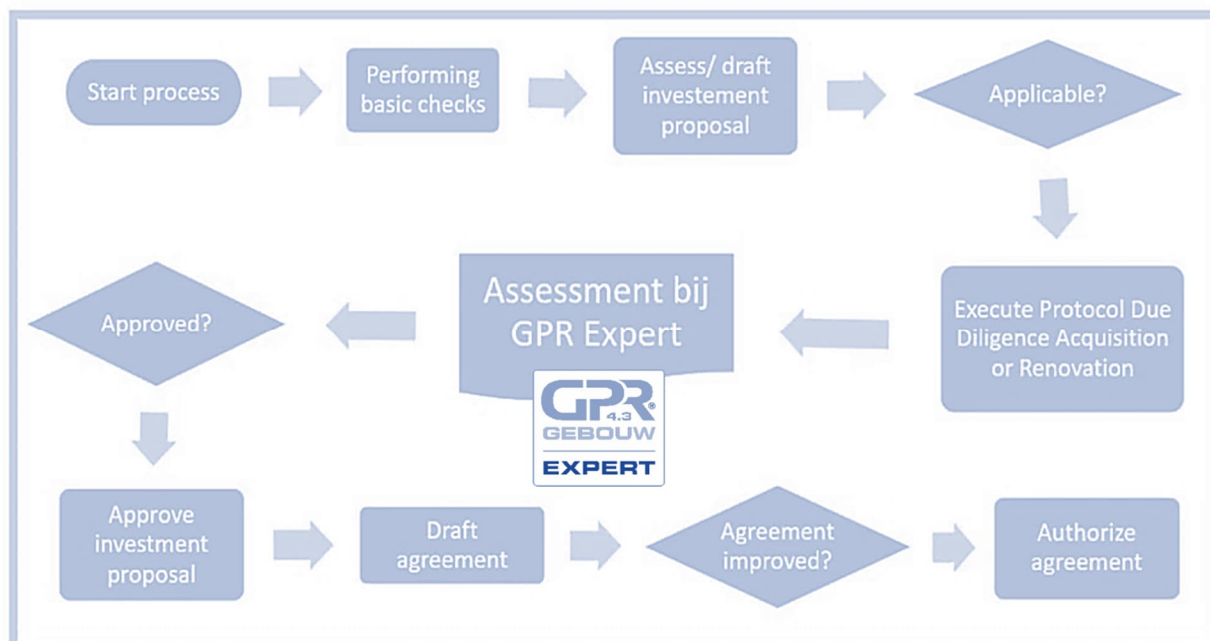 Start process
Performing
basic checks
Assess/ draft
investement
proposal
Applicable?
Execute Protocol Due
Diligence Acquisition
or Renovation
Assessment bij
GPR Expert
GPR®
4.3
GEBOUW
EXPERT
Approved?
Approve
investment
proposal
Draft
agreement
Agreement
improved?
Authorize
agreement